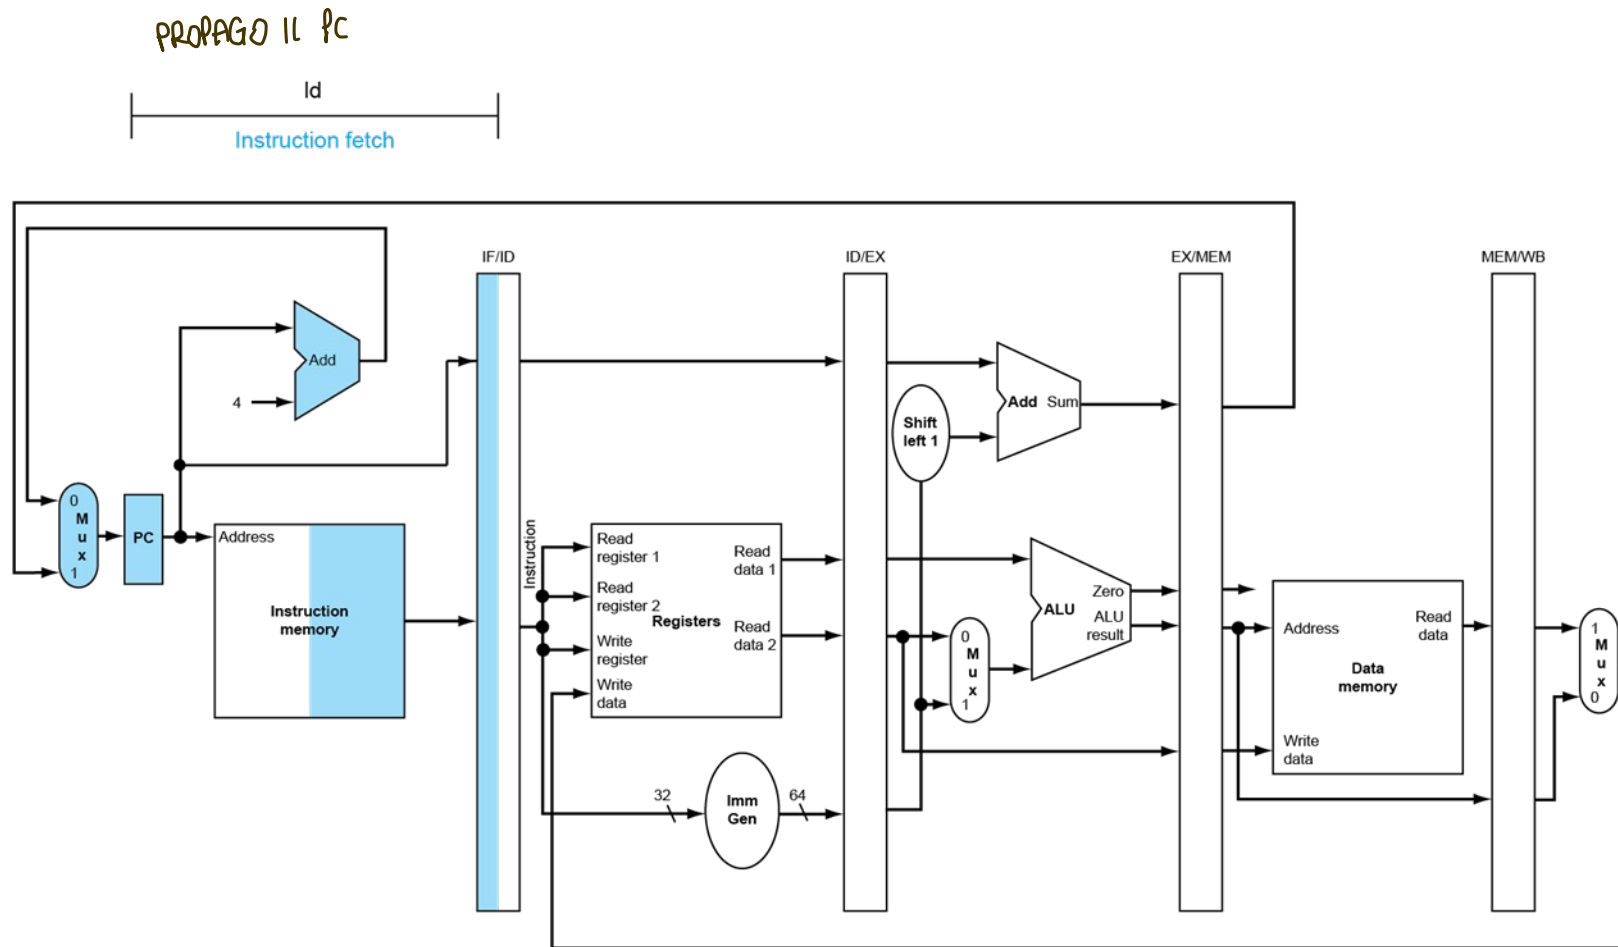 PROPAGO IL PC
Id
Instruction fetch
IF/ID
ID/EX
EX/MEM
MEM/WB
Add
4
Add Sum
Shift
left 1
0
M
u
x
1
PC
Address
Instruction
memory
Instruction
Read
register 1
Read
register 2
Write
register
Write
data
Registers
Read
data 1
Read
data 2
0
M
u
x
1
Zero
ALU
ALU
result
Address
Read
data
Data
memory
Write
data
1
M
u
x
0
32
Imm
Gen
64